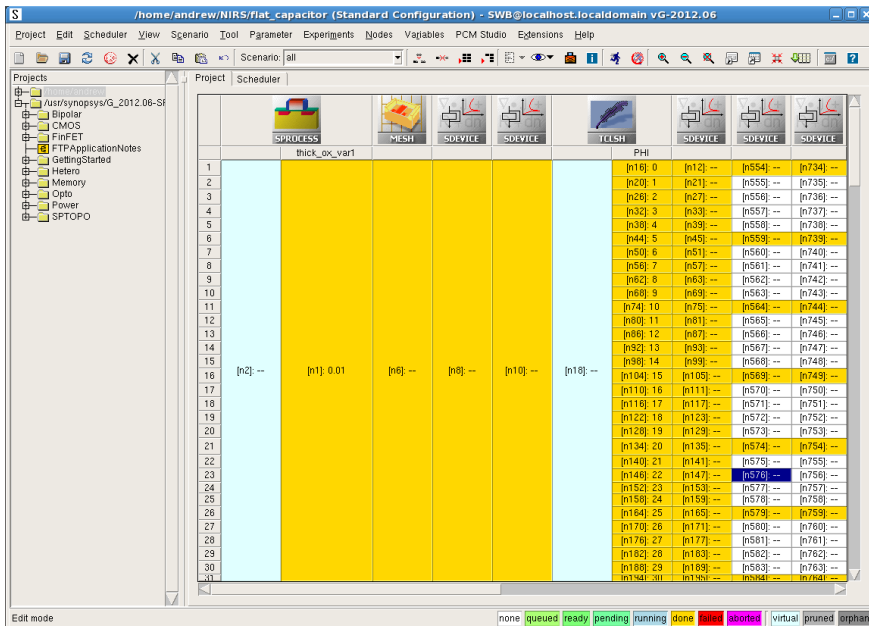 /home/andrew/NIRS/flat_capacitor (Standard Configuration) - SWB@localhost.localdomain vG-2012.06
Project Edit Scheduler View Scenario Tool Parameter Experiments Nodes Variables PCM Studio Extensions Help
Scenario: all
Projects
/home/andrew
/usr/synopsys/G_2012.06-SF
Bipolar
CMOS
FinFET
FTPApplicationNotes
GettingStarted
Hetero
Memory
Opto
Power
SPTOPO
Project Scheduler
SPROCESS MESH SDEVICE SDEVICE TCLSH SDEVICE SDEVICE SDEVICE
thick_ox_var1 PHI
1 [n16]: 0 [n12]: -- [n554]: -- [n734]: --
2 [n20]: 1 [n21]: -- [n555]: -- [n735]: --
3 [n26]: 2 [n27]: -- [n556]: -- [n736]: --
4 [n32]: 3 [n33]: -- [n557]: -- [n737]: --
5 [n38]: 4 [n39]: -- [n558]: -- [n738]: --
6 [n44]: 5 [n45]: -- [n559]: -- [n739]: --
7 [n50]: 6 [n51]: -- [n560]: -- [n740]: --
8 [n56]: 7 [n57]: -- [n561]: -- [n741]: --
9 [n62]: 8 [n63]: -- [n562]: -- [n742]: --
10 [n68]: 9 [n69]: -- [n563]: -- [n743]: --
11 [n74]: 10 [n75]: -- [n564]: -- [n744]: --
12 [n80]: 11 [n81]: -- [n565]: -- [n745]: --
13 [n86]: 12 [n87]: -- [n566]: -- [n746]: --
14 [n92]: 13 [n93]: -- [n567]: -- [n747]: --
15 [n98]: 14 [n99]: -- [n568]: -- [n748]: --
16 [n2]: -- [n1]: 0.01 [n6]: -- [n8]: -- [n10]: -- [n18]: -- [n104]: 15 [n105]: -- [n569]: -- [n749]: --
17 [n110]: 16 [n111]: -- [n570]: -- [n750]: --
18 [n116]: 17 [n117]: -- [n571]: -- [n751]: --
19 [n122]: 18 [n123]: -- [n572]: -- [n752]: --
20 [n128]: 19 [n129]: -- [n573]: -- [n753]: --
21 [n134]: 20 [n135]: -- [n574]: -- [n754]: --
22 [n140]: 21 [n141]: -- [n575]: -- [n755]: --
23 [n146]: 22 [n147]: -- [n576]: -- [n756]: --
24 [n152]: 23 [n153]: -- [n577]: -- [n757]: --
25 [n158]: 24 [n159]: -- [n578]: -- [n758]: --
26 [n164]: 25 [n165]: -- [n579]: -- [n759]: --
27 [n170]: 26 [n171]: -- [n580]: -- [n760]: --
28 [n176]: 27 [n177]: -- [n581]: -- [n761]: --
29 [n182]: 28 [n183]: -- [n582]: -- [n762]: --
30 [n188]: 29 [n189]: -- [n583]: -- [n763]: --
31 [n194]: 30 [n195]: -- [n584]: -- [n764]: --
Edit mode none queued ready pending running done failed aborted virtual pruned orphan